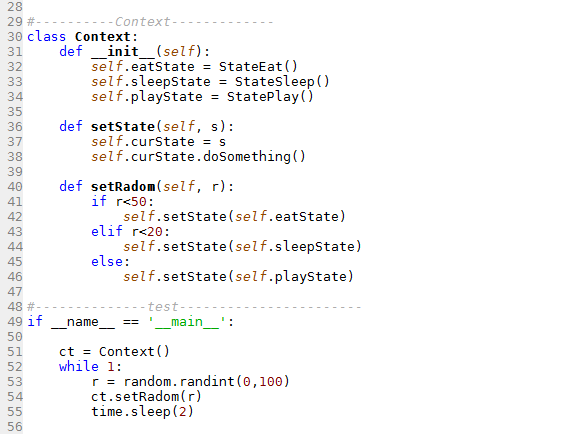 28
29 #----------Context-------------
30 class Context:
31     def __init__(self):
32         self.eatState = StateEat()
33         self.sleepState = StateSleep()
34         self.playState = StatePlay()
35
36     def setState(self, s):
37         self.curState = s
38         self.curState.doSomething()
39
40     def setRadom(self, r):
41         if r<50:
42             self.setState(self.eatState)
43         elif r<20:
44             self.setState(self.sleepState)
45         else:
46             self.setState(self.playState)
47
48 #--------------test-----------------------
49 if __name__ == '__main__':
50
51     ct = Context()
52     while 1:
53         r = random.randint(0,100)
54         ct.setRadom(r)
55         time.sleep(2)
56